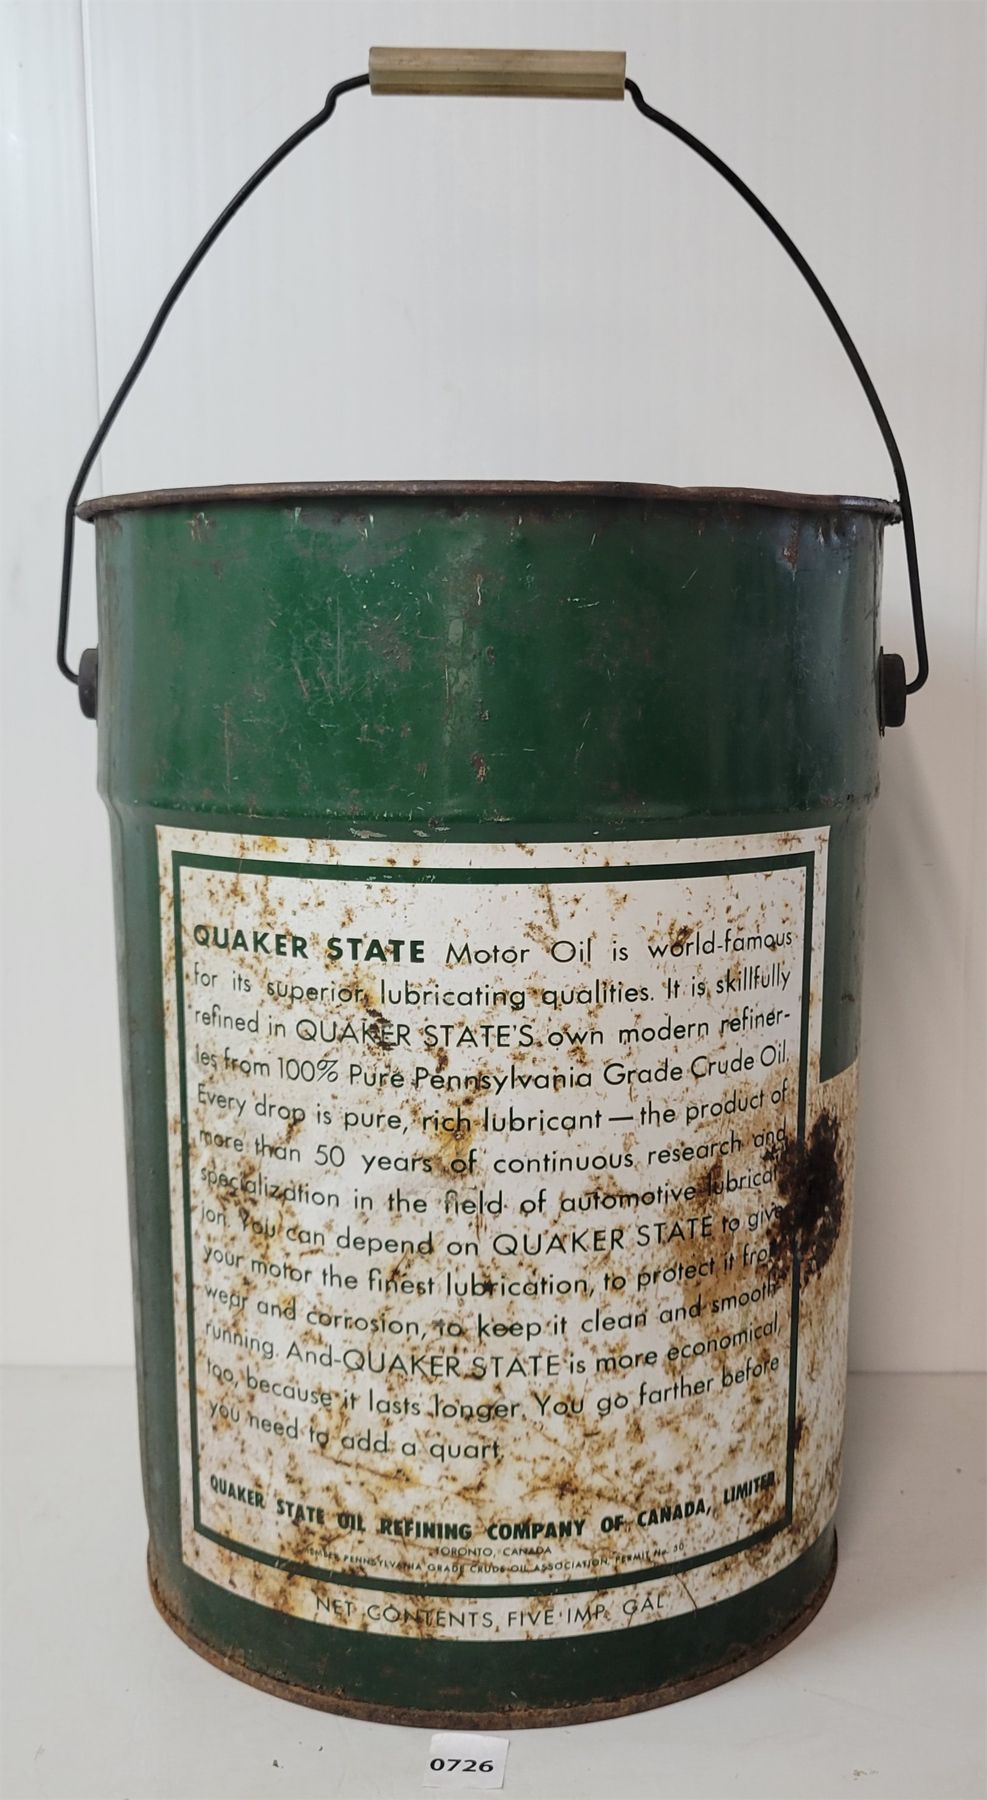 QUAKER STATE Motor Oil is world-famous
for its superior lubricating qualities. It is skillfully
refined in QUAKER STATE'S own modern refiner-
ies from 100% Pure Pennsylvania Grade Crude Oil.
Every drop is pure, rich lubricant — the product of
more than 50 years of continuous research and
specialization in the field of automotive lubricat-
ion. You can depend on QUAKER STATE to give
your motor the finest lubrication, to protect it from
wear and corrosion, to keep it clean and smooth-
running. And QUAKER STATE is more economical,
too, because it lasts longer. You go farther before
you need to add a quart.
QUAKER STATE OIL REFINING COMPANY OF CANADA, LIMITED
TORONTO, CANADA
MEMBER PENNSYLVANIA GRADE CRUDE OIL ASSOCIATION, PERMIT No. 50
NET CONTENTS FIVE IMP. GAL.
0726